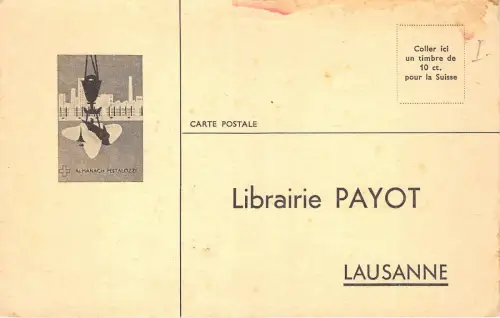 Coller ici
un timbre de
10 ct.
pour la Suisse
I
CARTE POSTALE
ALMANACH PESTALOZZI
Librairie PAYOT
LAUSANNE